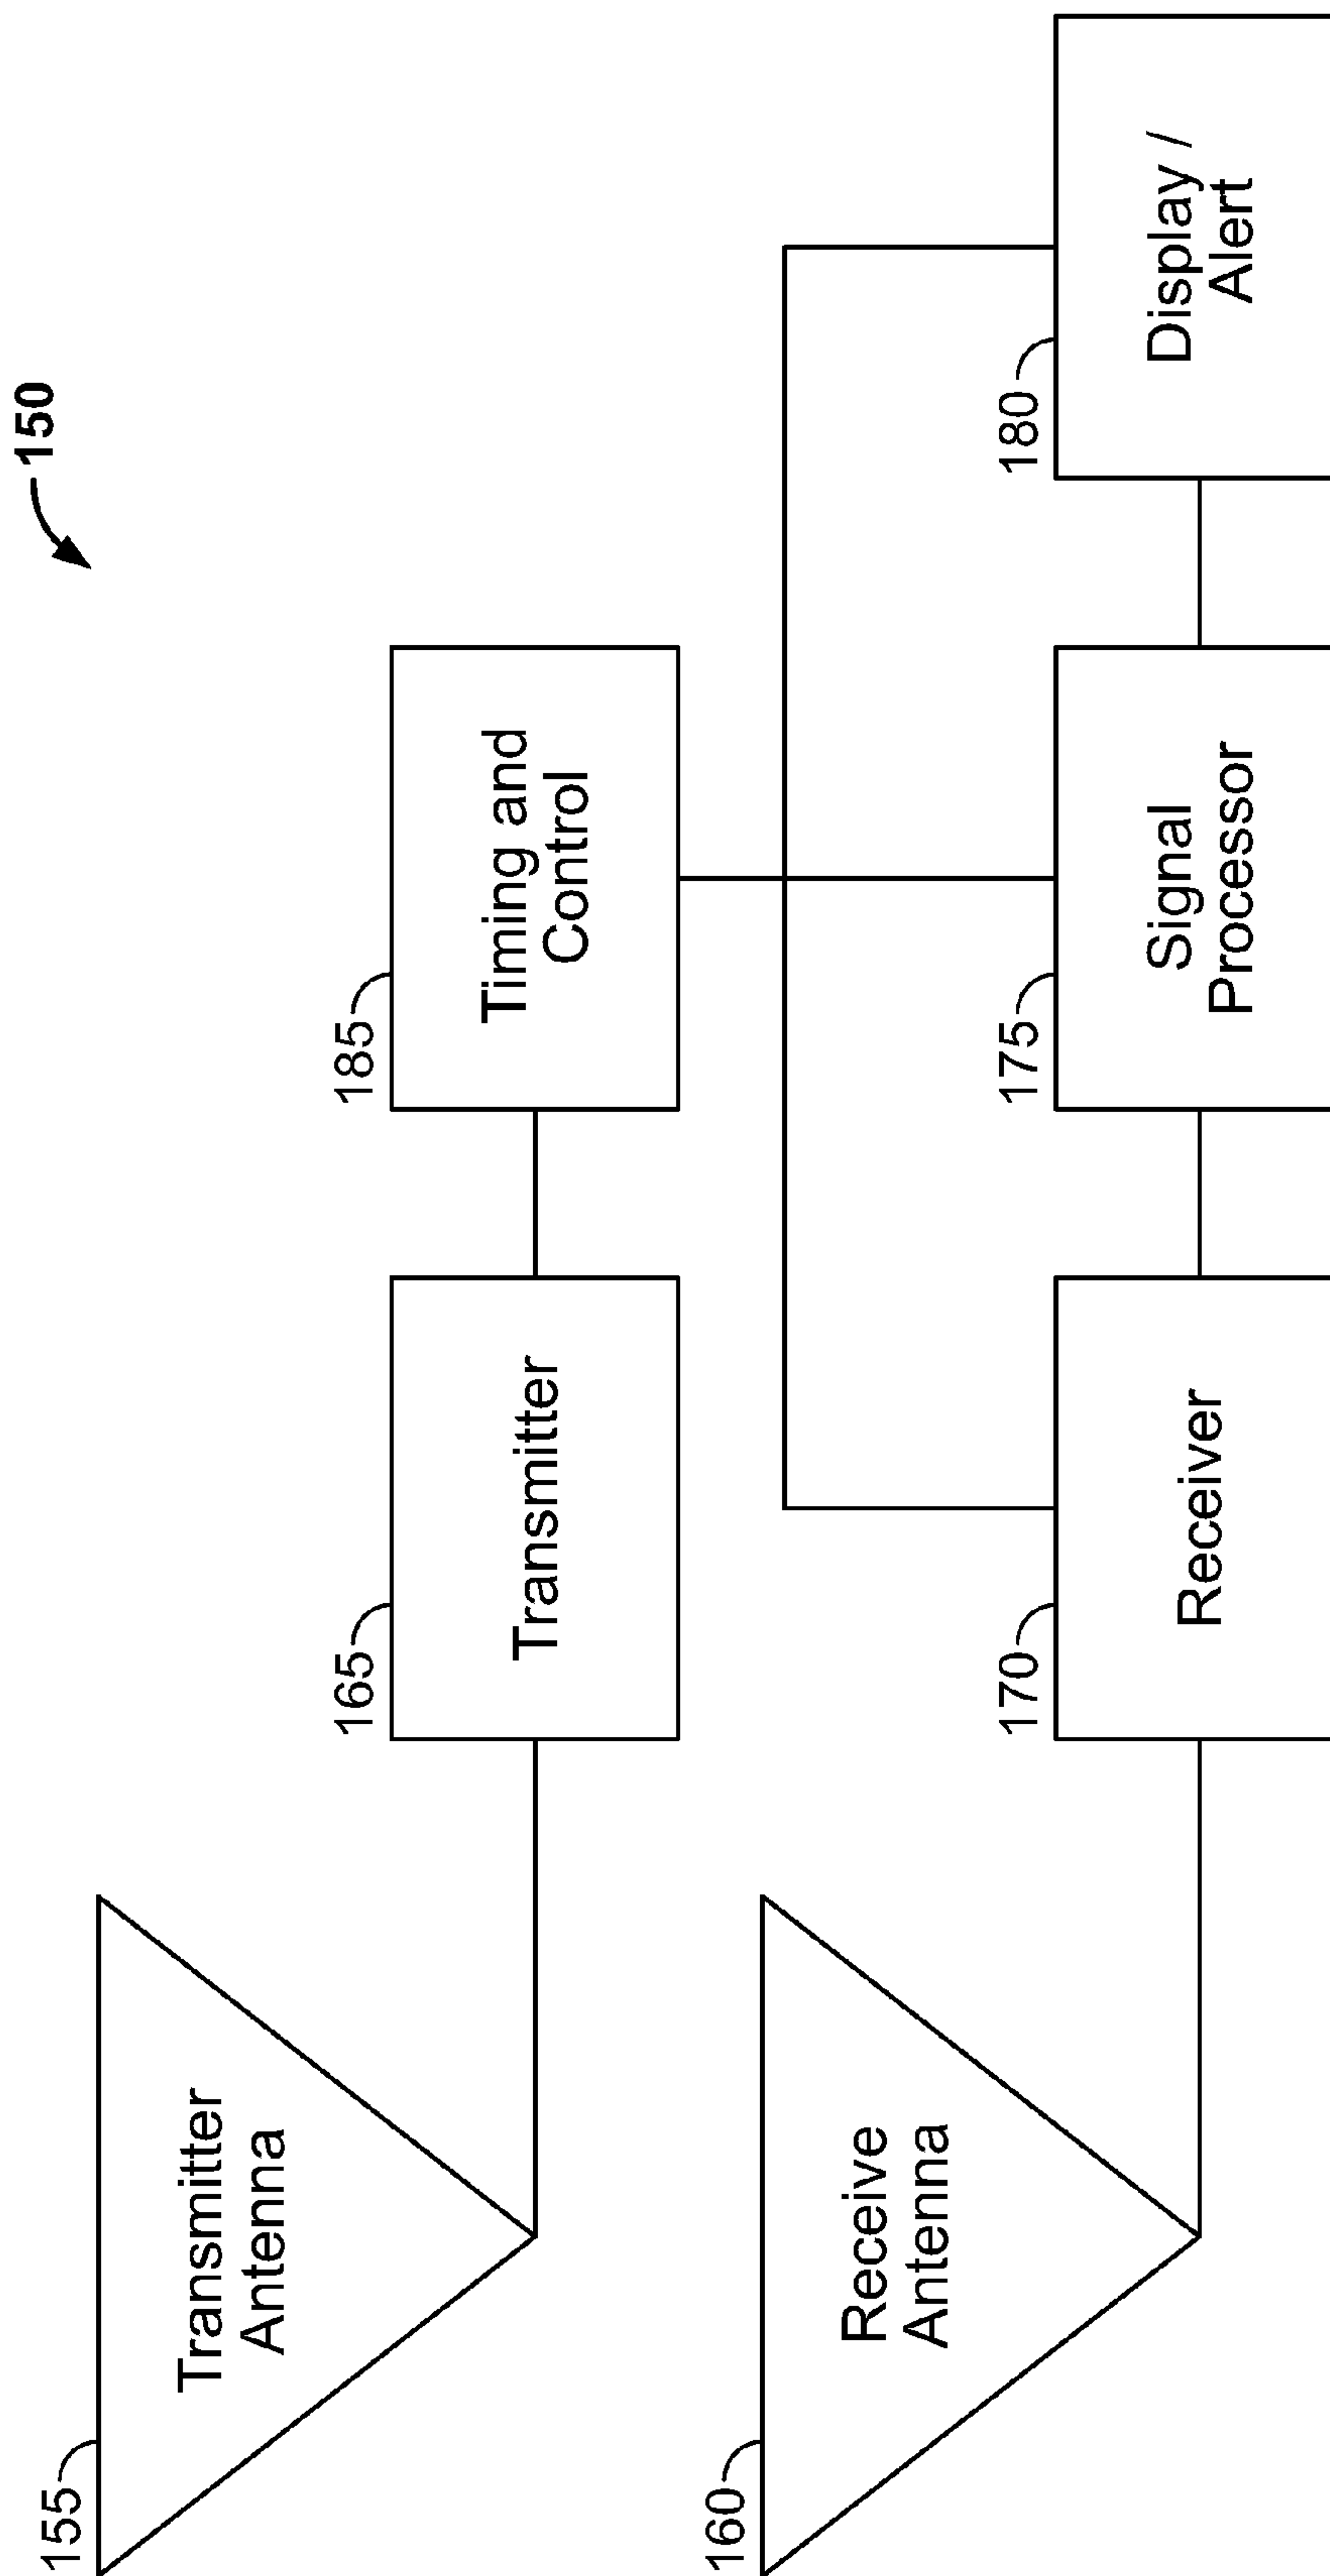 150
155
Transmitter
Antenna
165
Transmitter
185
Timing and
Control
160
Receive
Antenna
170
Receiver
175
Signal
Processor
180
Display /
Alert